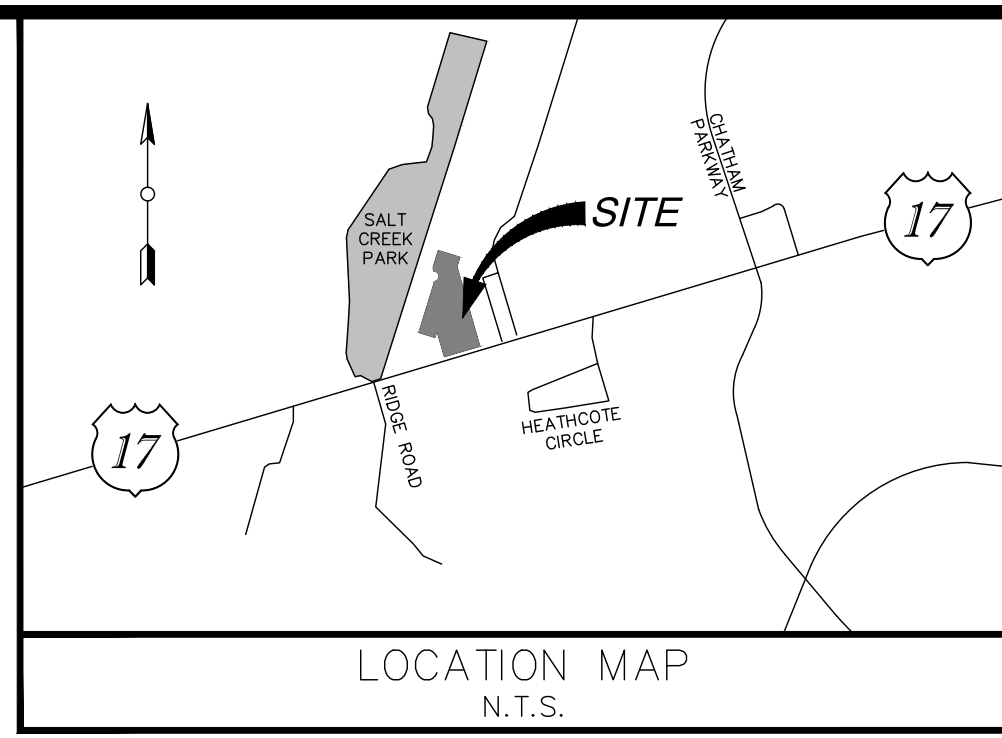 CHATHAM
PARKWAY
SITE
17
SALT
CREEK
PARK
RIDGE ROAD
HEATHCOTE
CIRCLE
17
LOCATION MAP
N.T.S.